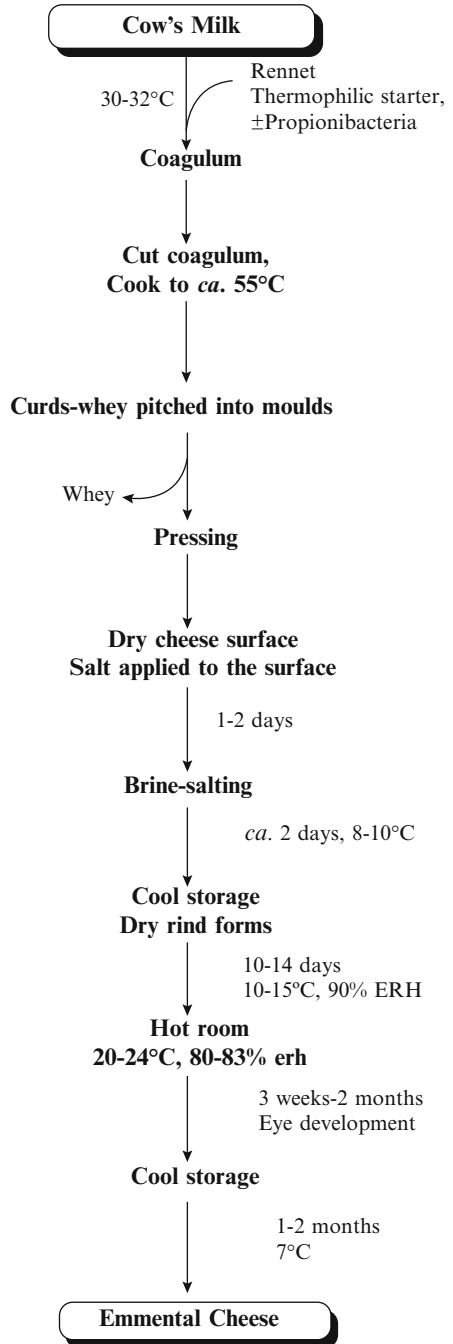 Cow's Milk
30-32°C
Rennet
Thermophilic starter,
±Propionibacteria
Coagulum
Cut coagulum,
Cook to ca. 55°C
Curds-whey pitched into moulds
Whey
Pressing
Dry cheese surface
Salt applied to the surface
1-2 days
Brine-salting
ca. 2 days, 8-10°C
Cool storage
Dry rind forms
10-14 days
10-15ºC, 90% ERH
Hot room
20-24°C, 80-83% erh
3 weeks-2 months
Eye development
Cool storage
1-2 months
7°C
Emmental Cheese